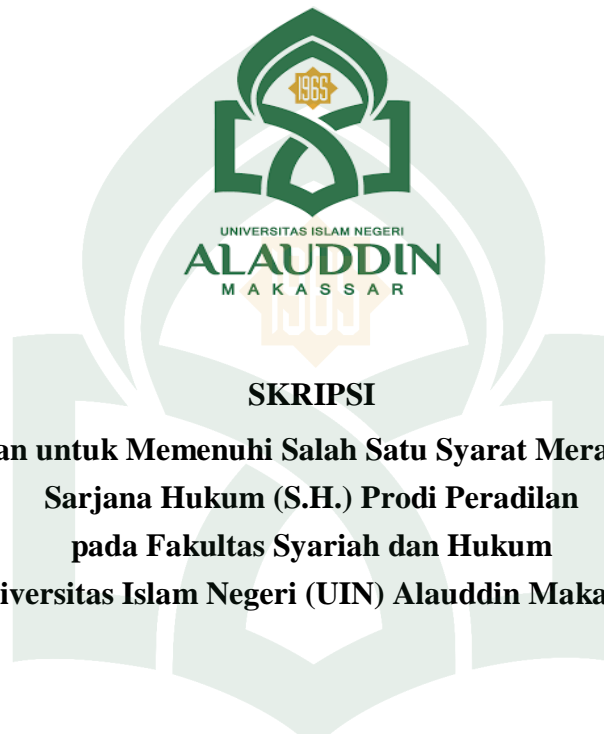 1965
UNIVERSITAS ISLAM NEGERI
ALAUDDIN
MAKASSAR
1965
SKRIPSI
an untuk Memenuhi Salah Satu Syarat Mera
Sarjana Hukum (S.H.) Prodi Peradilan
pada Fakultas Syariah dan Hukum
iversitas Islam Negeri (UIN) Alauddin Maka